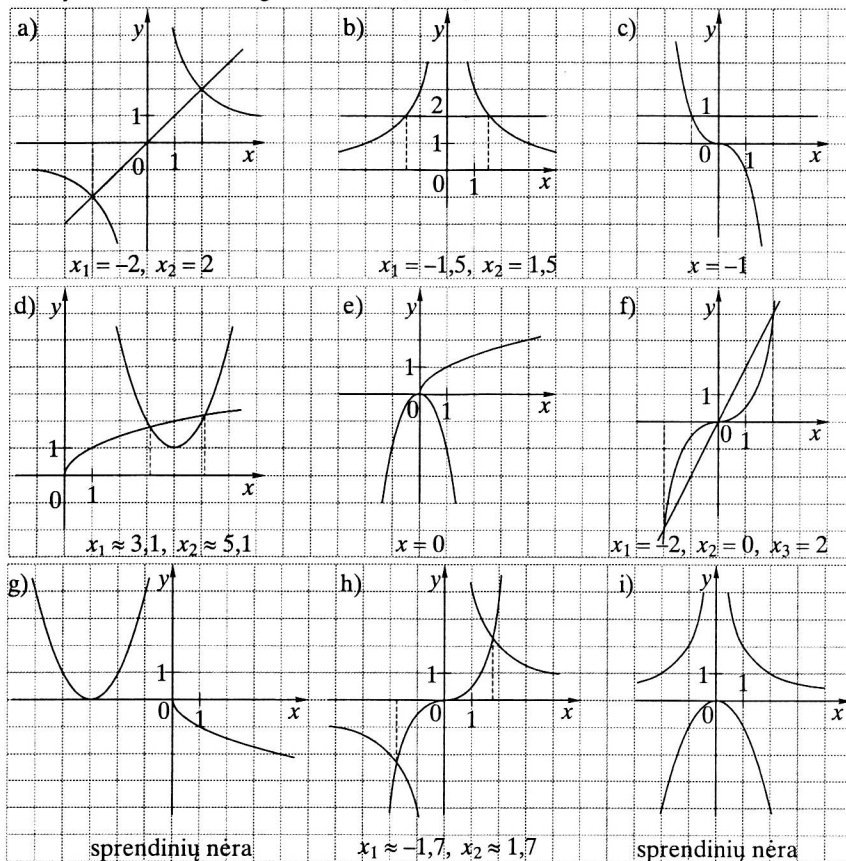 a) y b) y c) y
1 2 1 1
0 1 x 0 1 x 0 1 x
x₁ = −2, x₂ = 2 x₁ = −1,5, x₂ = 1,5 x = −1
d) y e) y f) y
1 1 1
0 1 x 0 1 x 0 1 x
x₁ ≈ 3,1, x₂ ≈ 5,1 x = 0 x₁ = −2, x₂ = 0, x₃ = 2
g) y h) y i) y
1 1 1
0 1 x 0 1 x 0 1 x
sprendinių nėra x₁ ≈ −1,7, x₂ ≈ 1,7 sprendinių nėra